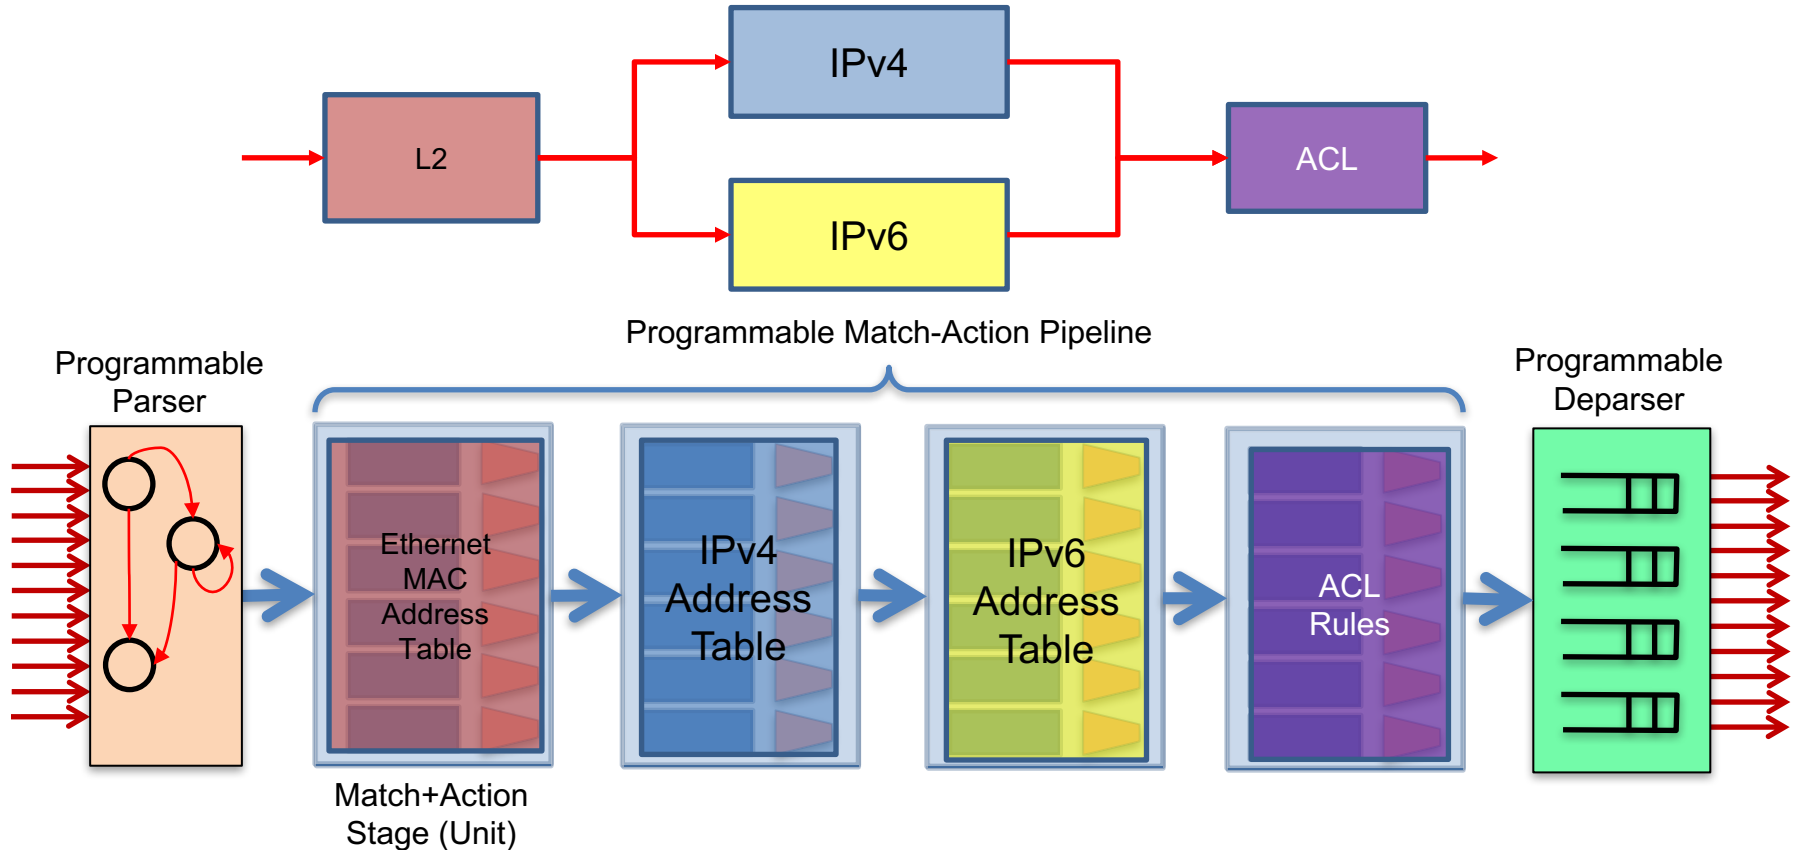 IPv4
L2
ACL
IPv6
Programmable Match-Action Pipeline
Programmable
Parser
Programmable
Deparser
Ethernet
MAC
Address
Table
IPv4
Address
Table
IPv6
Address
Table
ACL
Rules
Match+Action
Stage (Unit)